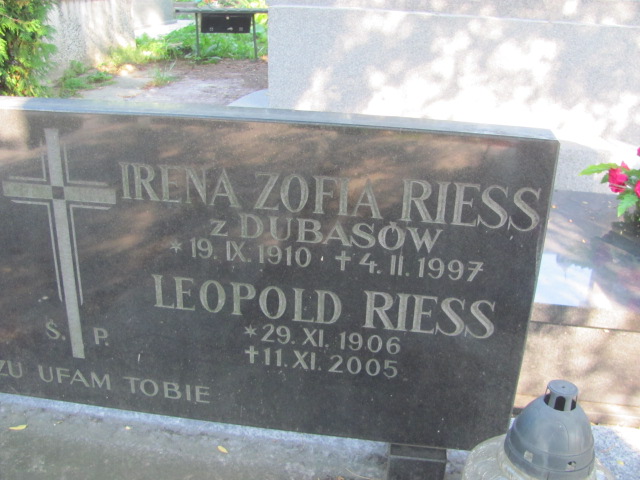 IRENA ZOFIA RIESS
Z DUBASÓW
*19.IX.1910 +4.II.1997
LEOPOLD RIESS
*29.XI.1906
+11.XI.2005
Ś. P.
ZU UFAM TOBIE